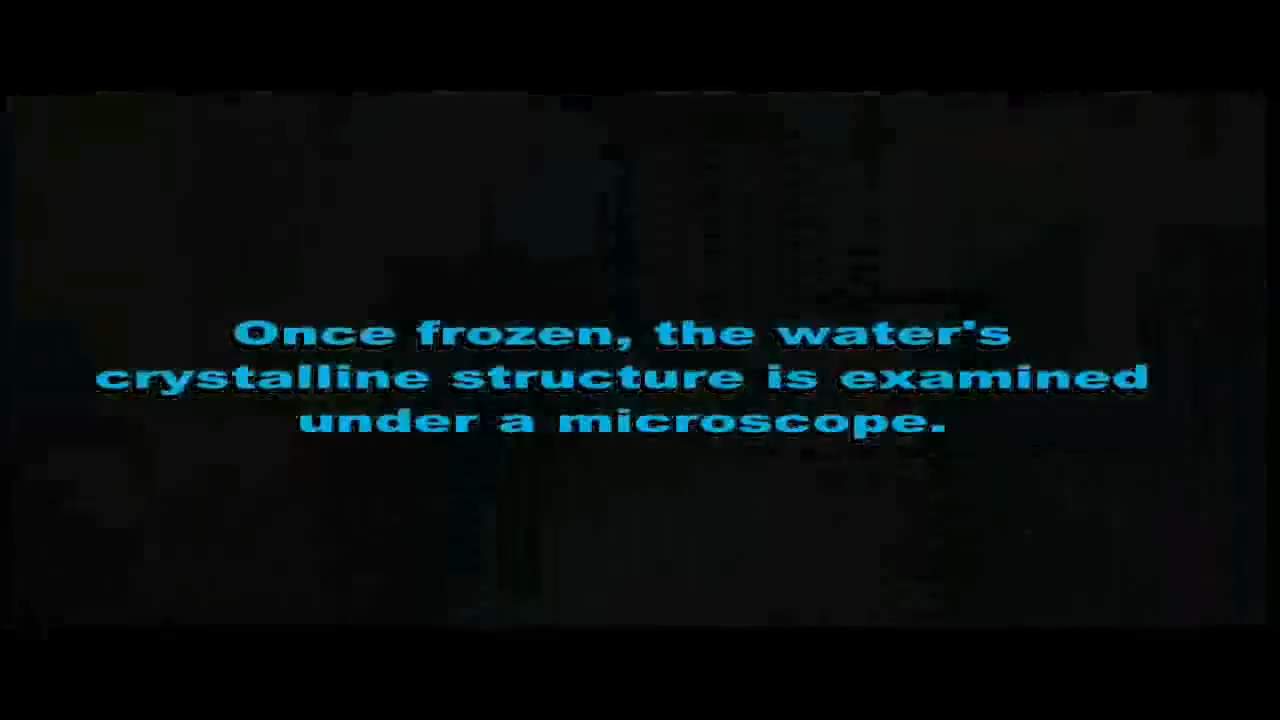 Once frozen, the water's
crystalline structure is examined
under a microscope.